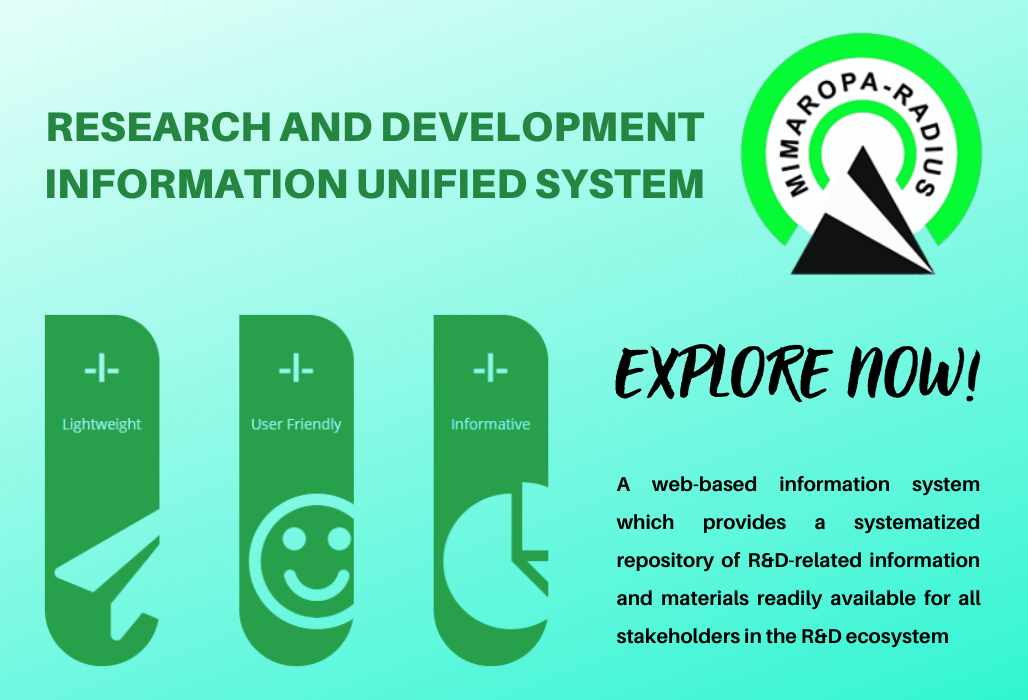 RESEARCH AND DEVELOPMENT
INFORMATION UNIFIED SYSTEM
MIMAROPA-RADIUS
Lightweight
User Friendly
Informative
EXPLORE NOW!
A web-based information system
which provides a systematized
repository of R&D-related information
and materials readily available for all
stakeholders in the R&D ecosystem